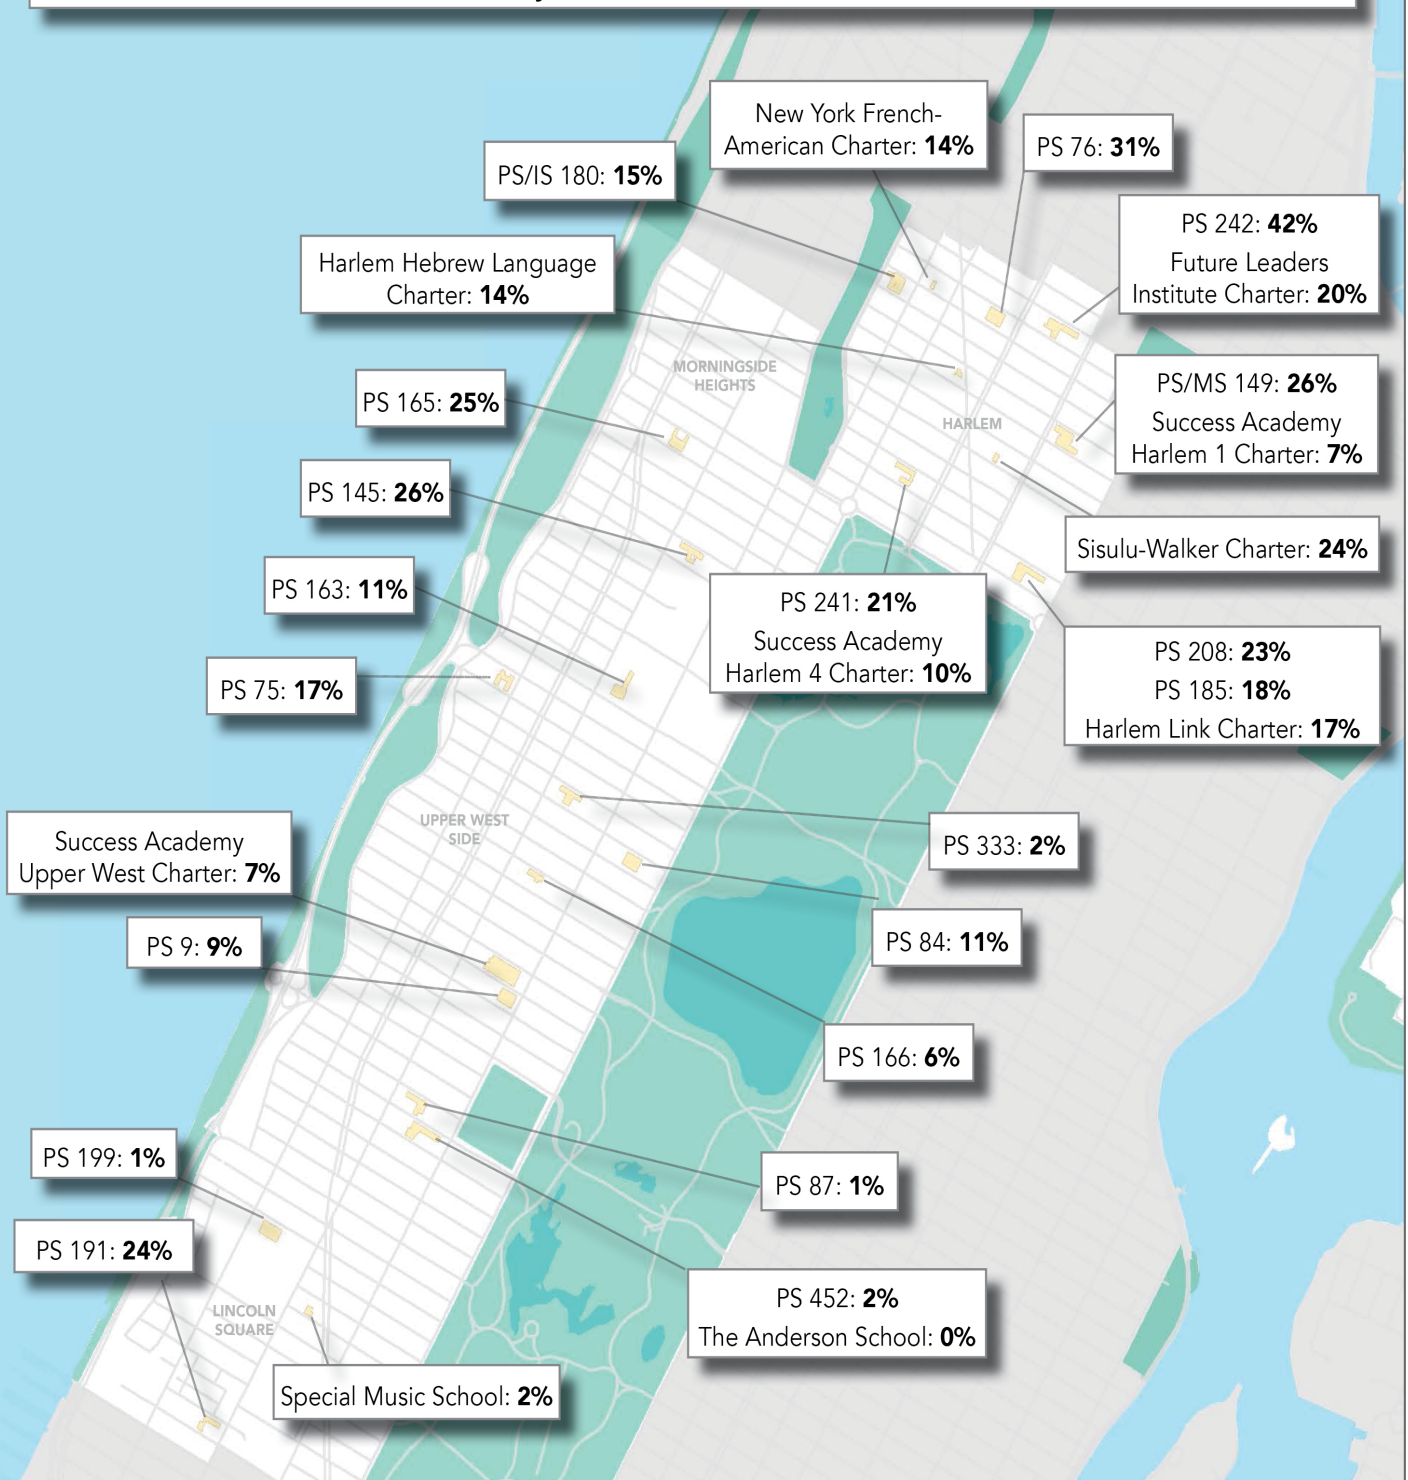 New York French-
American Charter: 14%
PS 76: 31%
PS/IS 180: 15%
PS 242: 42%
Future Leaders
Institute Charter: 20%
Harlem Hebrew Language
Charter: 14%
MORNINGSIDE
HEIGHTS
PS/MS 149: 26%
Success Academy
Harlem 1 Charter: 7%
PS 165: 25%
HARLEM
PS 145: 26%
Sisulu-Walker Charter: 24%
PS 163: 11%
PS 241: 21%
Success Academy
Harlem 4 Charter: 10%
PS 208: 23%
PS 185: 18%
Harlem Link Charter: 17%
PS 75: 17%
UPPER WEST
SIDE
Success Academy
Upper West Charter: 7%
PS 333: 2%
PS 9: 9%
PS 84: 11%
PS 166: 6%
PS 199: 1%
PS 87: 1%
PS 191: 24%
LINCOLN
SQUARE
PS 452: 2%
The Anderson School: 0%
Special Music School: 2%